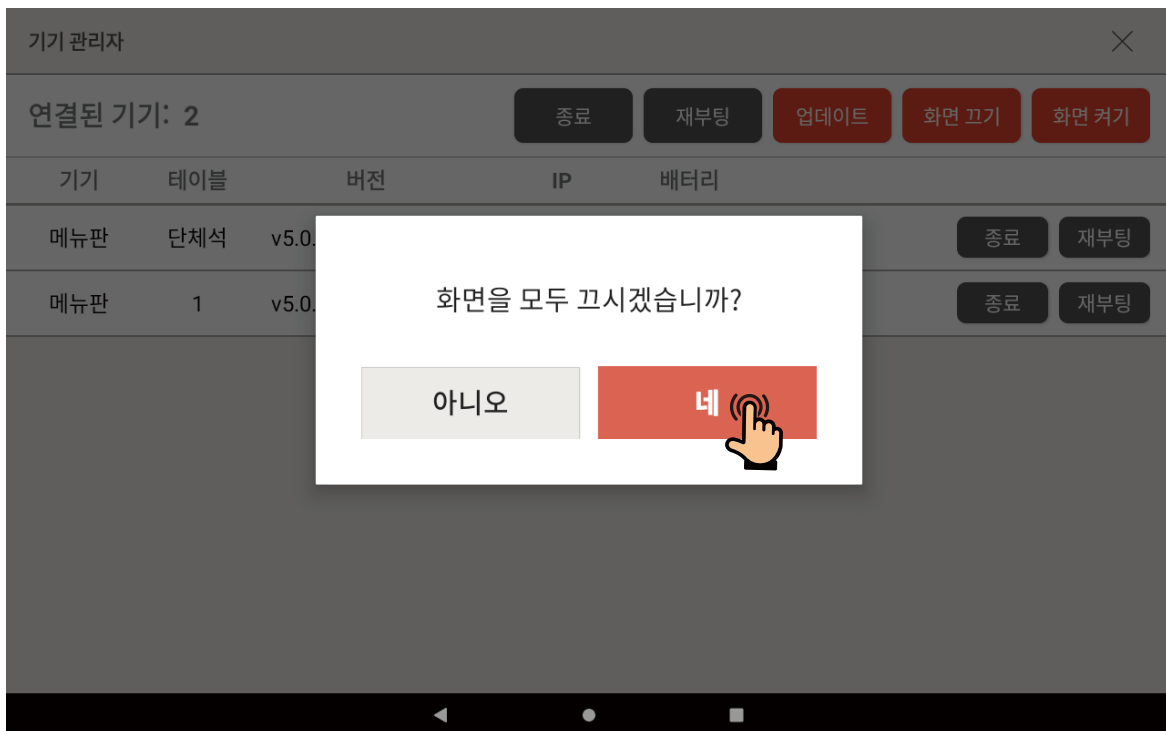 기기 관리자
연결된 기기: 2 종료 재부팅 업데이트 화면 끄기 화면 켜기
기기 테이블 버전 IP 배터리
메뉴판 단체석 v5.0. 종료 재부팅
메뉴판 1 v5.0. 종료 재부팅
화면을 모두 끄시겠습니까?
아니오 네